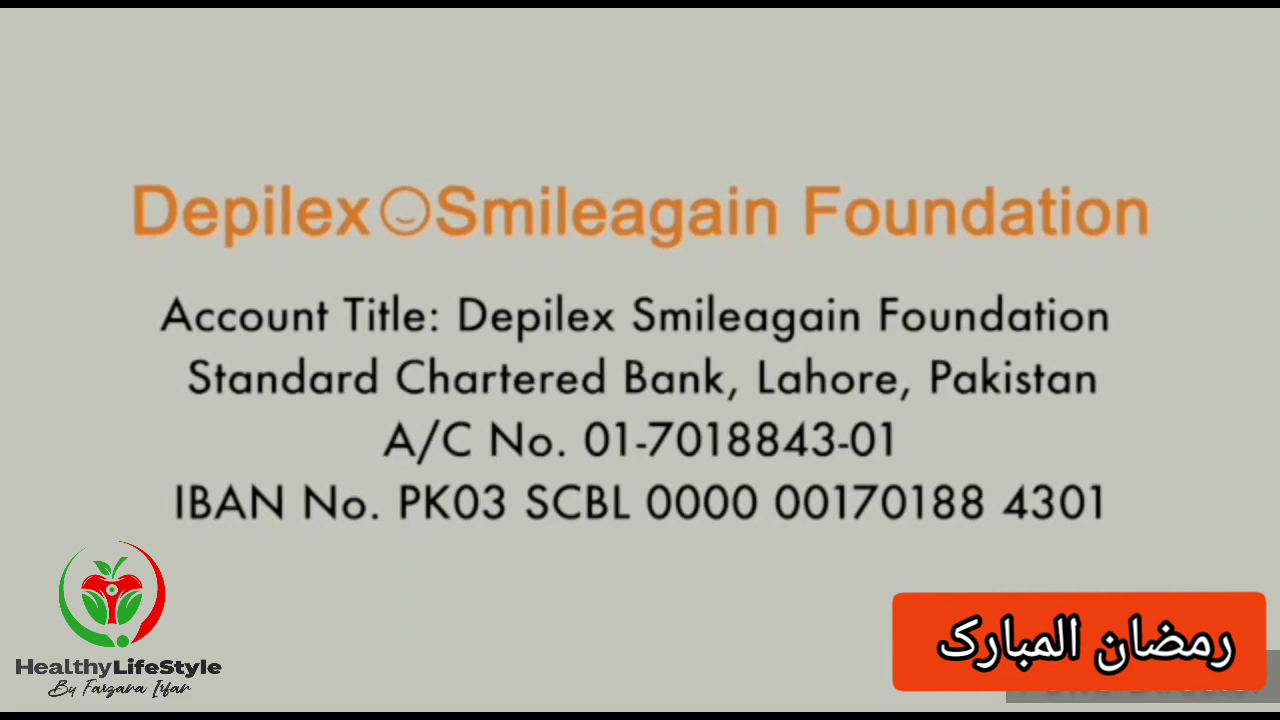 Depilex Smileagain Foundation
Account Title: Depilex Smileagain Foundation
Standard Chartered Bank, Lahore, Pakistan
A/C No. 01-7018843-01
IBAN No. PK03 SCBL 0000 00170188 4301
HealthyLifeStyle
By Farzana Irfan
رمضان المبارک